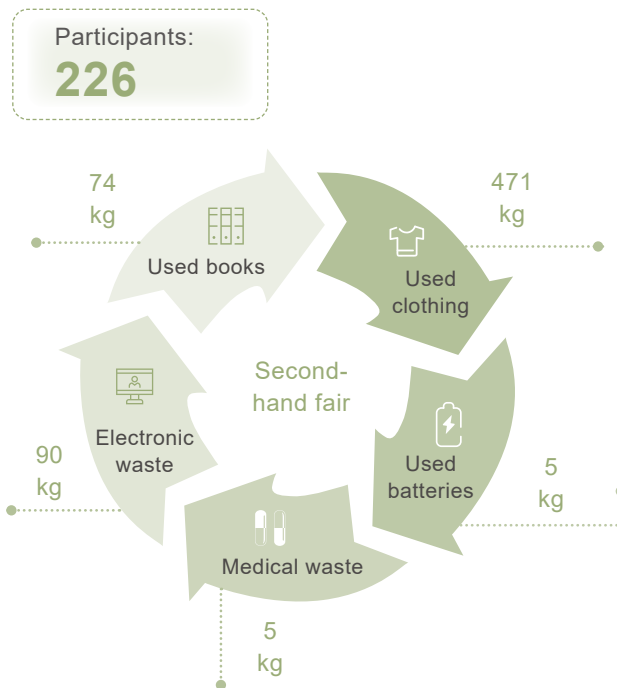 Participants:
226
74
kg
471
kg
Used books
Used
clothing
Second-
hand fair
Electronic
waste
90
kg
Used
batteries
5
kg
Medical waste
5
kg